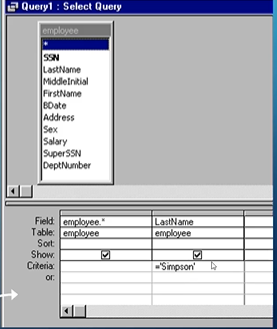 Query1 : Select Query
employee
*
SSN
LastName
MiddleInitial
FirstName
BDate
Address
Sex
Salary
SuperSSN
DeptNumber
Field: employee.* LastName
Table: employee employee
Sort:
Show:
Criteria: ='Simpson'
or: